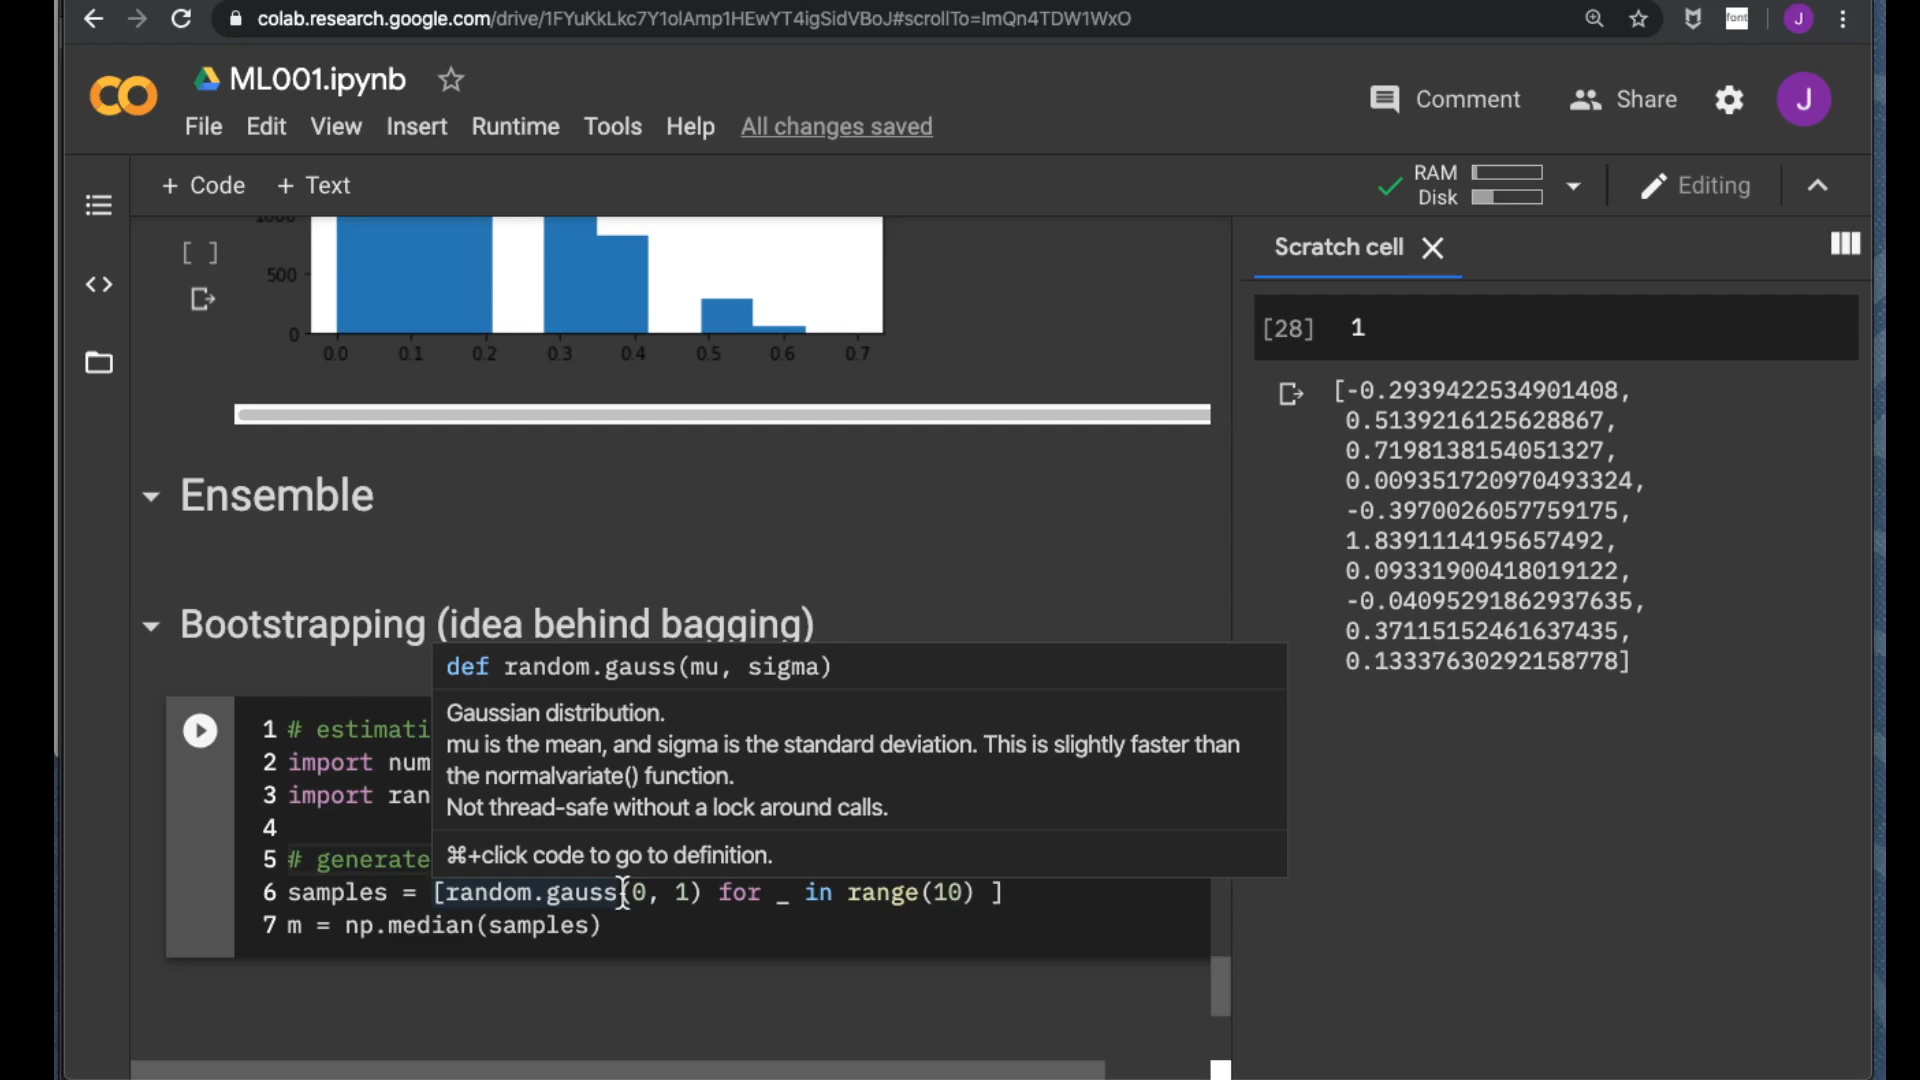 colab.research.google.com/drive/1FYuKkLkc7Y1olAmp1HEwYT4igSidVBoJ#scrollTo=ImQn4TDW1WxO
font
J
ML001.ipynb
Comment
Share
J
File Edit View Insert Runtime Tools Help All changes saved
+ Code + Text
RAM
Disk
Editing
1000
[ ]
500
0
0.0 0.1 0.2 0.3 0.4 0.5 0.6 0.7
Ensemble
Bootstrapping (idea behind bagging)
def random.gauss(mu, sigma)
Gaussian distribution.
mu is the mean, and sigma is the standard deviation. This is slightly faster than
the normalvariate() function.
Not thread-safe without a lock around calls.
⌘+click code to go to definition.
1 # estimati
2 import num
3 import ran
4
5 # generate
6 samples = [random.gauss(0, 1) for _ in range(10) ]
7 m = np.median(samples)
Scratch cell
[28] 1
[-0.2939422534901408,
0.5139216125628867,
0.7198138154051327,
0.009351720970493324,
-0.3970026057759175,
1.8391114195657492,
0.09331900418019122,
-0.04095291862937635,
0.37115152461637435,
0.13337630292158778]